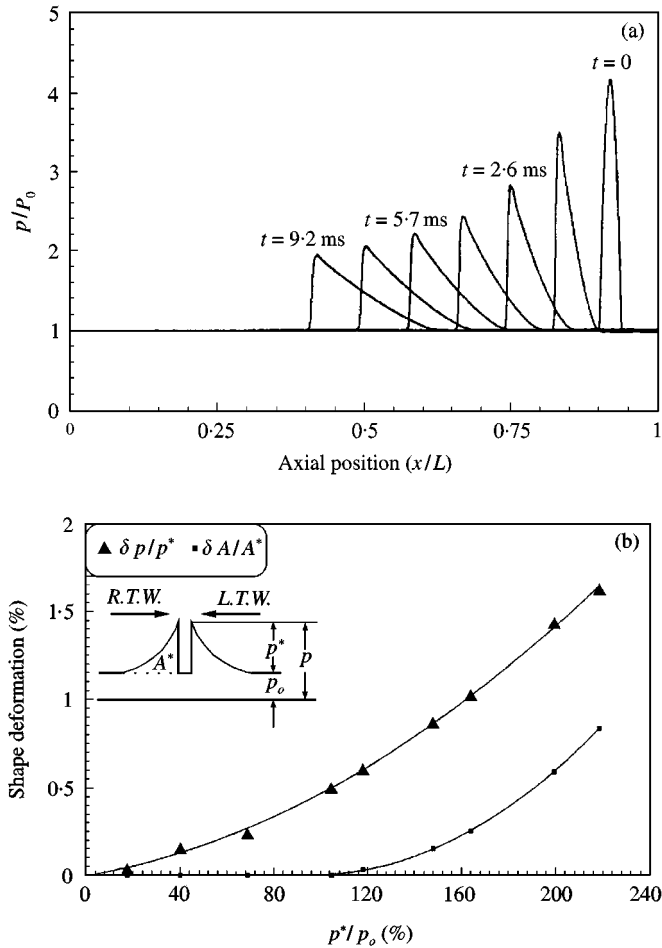 (a)
5
4
3
2
1
0
p/P₀
t = 0
t = 2·6 ms
t = 5·7 ms
t = 9·2 ms
0 0·25 0·5 0·75 1
Axial position (x/L)
(b)
2
1·5
1
0·5
0
Shape deformation (%)
▲ δ p/p* ▪ δ A/A*
R.T.W. L.T.W.
A* p* p
pₒ
0 40 80 120 160 200 240
p*/pₒ (%)